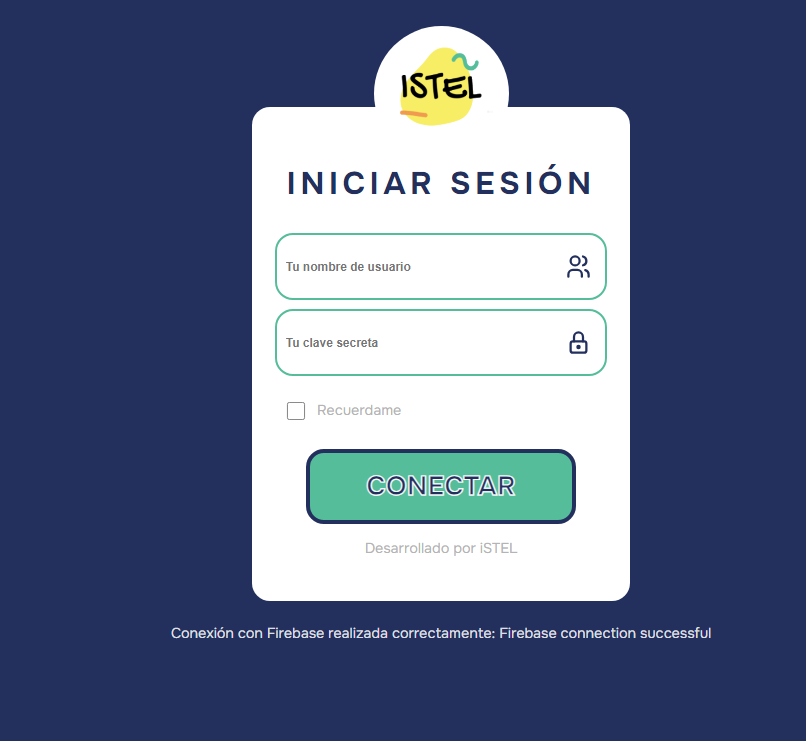 ISTEL
INICIAR SESIÓN
Tu nombre de usuario
Tu clave secreta
Recuerdame
CONECTAR
Desarrollado por iSTEL
Conexión con Firebase realizada correctamente: Firebase connection successful